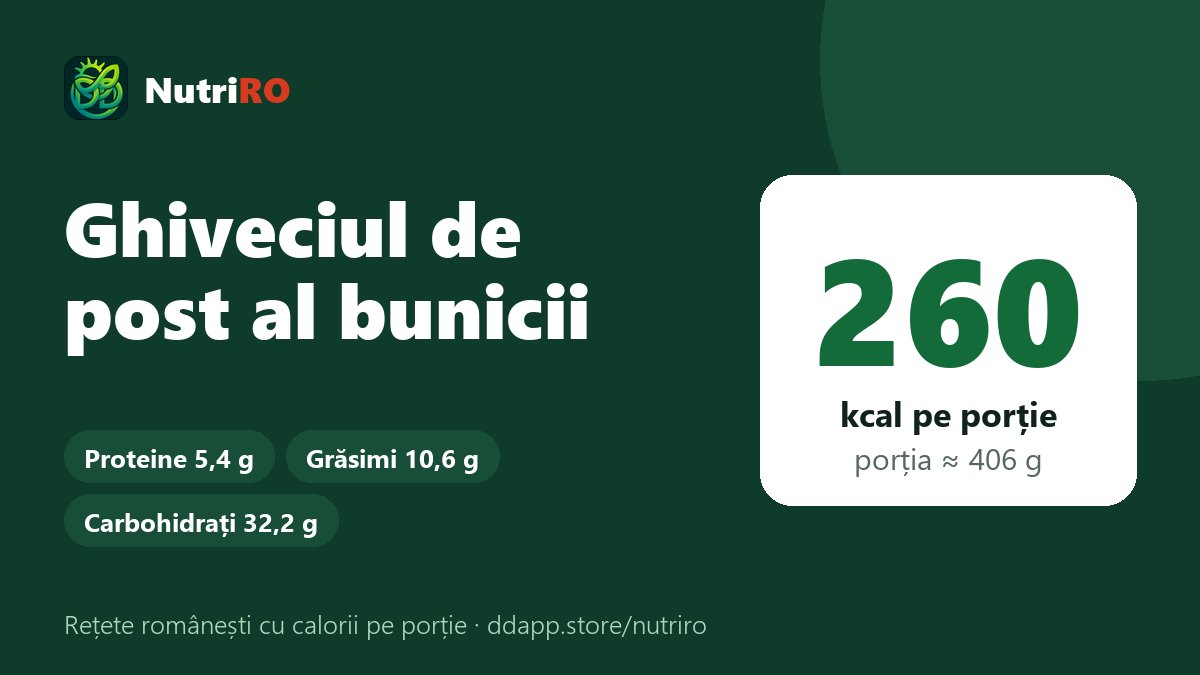 NutriRO
Ghiveciul de
post al bunicii
Proteine 5,4 g
Grăsimi 10,6 g
Carbohidrați 32,2 g
260
kcal pe porție
porția ≈ 406 g
Rețete românești cu calorii pe porție · ddapp.store/nutriro